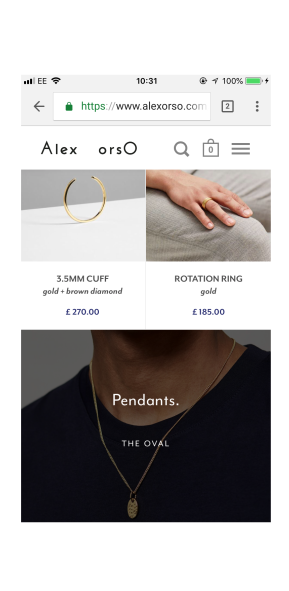 EE 10:31 100%
https://www.alexorso.com 2
Alex orsO 0
3.5MM CUFF
gold + brown diamond
£ 270.00
ROTATION RING
gold
£ 185.00
Pendants.
THE OVAL